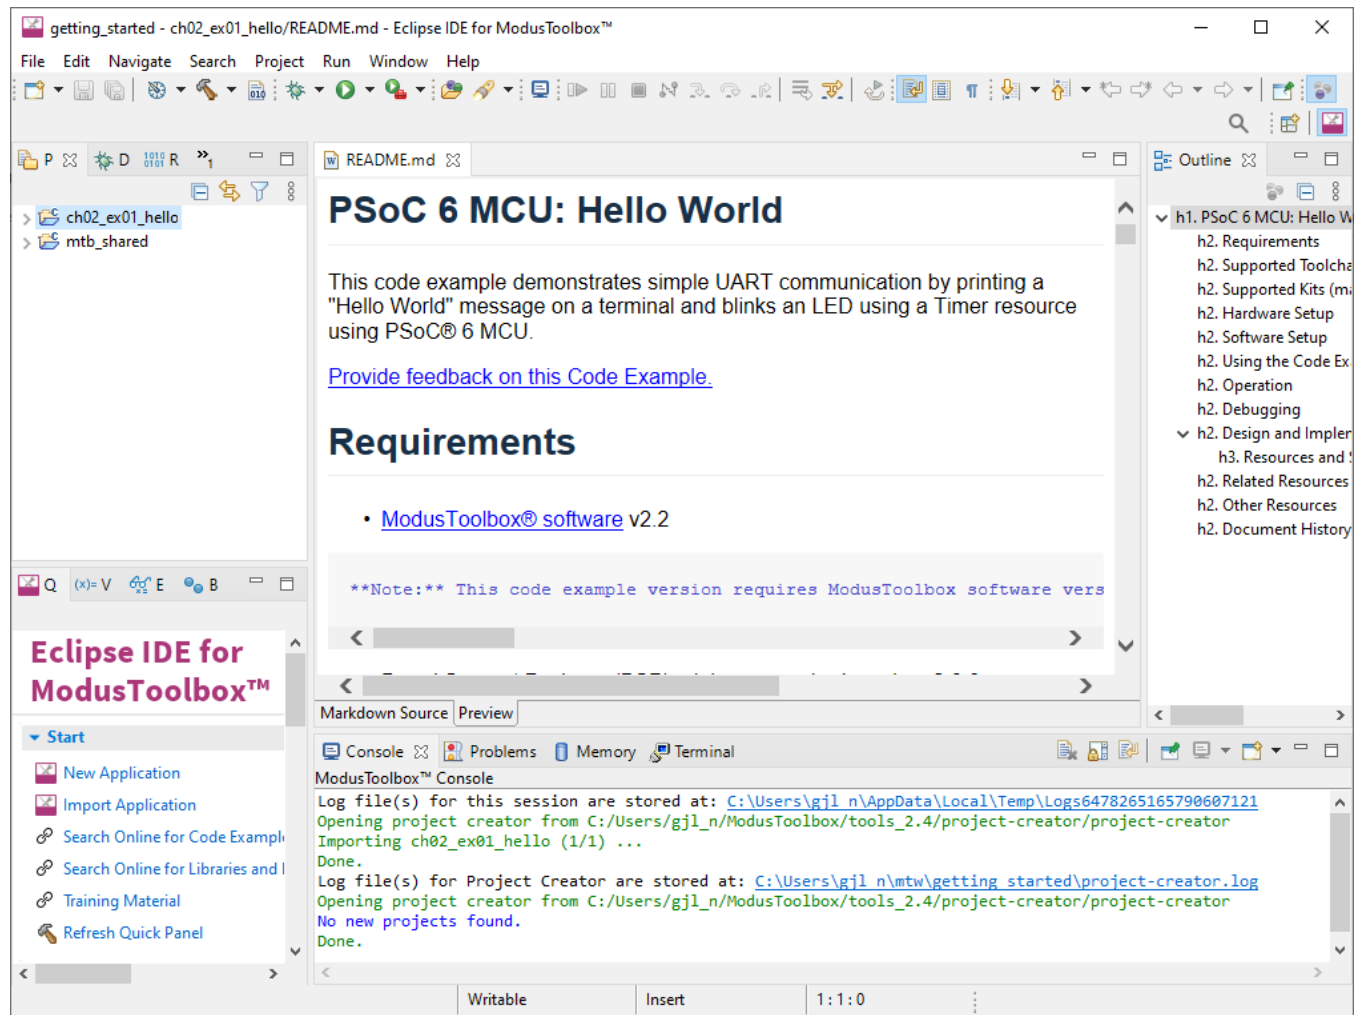 getting_started - ch02_ex01_hello/README.md - Eclipse IDE for ModusToolbox™
File Edit Navigate Search Project Run Window Help
P D R »1
ch02_ex01_hello
mtb_shared
README.md
PSoC 6 MCU: Hello World
This code example demonstrates simple UART communication by printing a
"Hello World" message on a terminal and blinks an LED using a Timer resource
using PSoC® 6 MCU.
Provide feedback on this Code Example.
Requirements
• ModusToolbox® software v2.2
**Note:** This code example version requires ModusToolbox software vers
Markdown Source Preview
Outline
h1. PSoC 6 MCU: Hello W
h2. Requirements
h2. Supported Toolcha
h2. Supported Kits (ma
h2. Hardware Setup
h2. Software Setup
h2. Using the Code Ex
h2. Operation
h2. Debugging
h2. Design and Implem
h3. Resources and
h2. Related Resources
h2. Other Resources
h2. Document History
Q (x)= V E B
Eclipse IDE for
ModusToolbox™
Start
New Application
Import Application
Search Online for Code Example
Search Online for Libraries and
Training Material
Refresh Quick Panel
Console Problems Memory Terminal
ModusToolbox™ Console
Log file(s) for this session are stored at: C:\Users\gjl_n\AppData\Local\Temp\Logs6478265165790607121
Opening project creator from C:/Users/gjl_n/ModusToolbox/tools_2.4/project-creator/project-creator
Importing ch02_ex01_hello (1/1) ...
Done.
Log file(s) for Project Creator are stored at: C:\Users\gjl_n\mtw\getting_started\project-creator.log
Opening project creator from C:/Users/gjl_n/ModusToolbox/tools_2.4/project-creator/project-creator
No new projects found.
Done.
Writable Insert 1:1:0